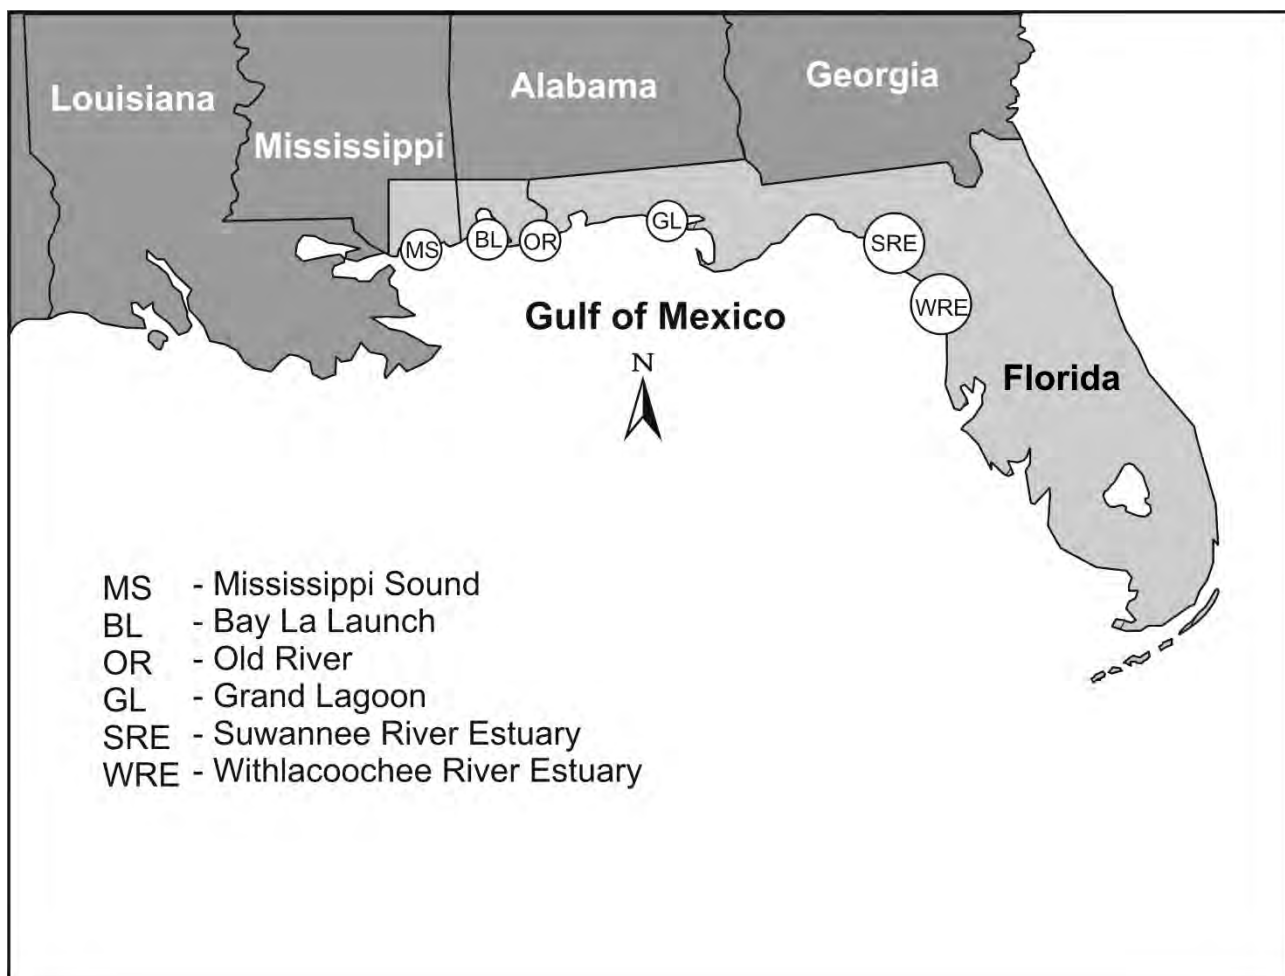 Louisiana
Mississippi
Alabama
Georgia
MS
BL
OR
GL
SRE
WRE
Gulf of Mexico
N
Florida
MS - Mississippi Sound
BL - Bay La Launch
OR - Old River
GL - Grand Lagoon
SRE - Suwannee River Estuary
WRE - Withlacoochee River Estuary